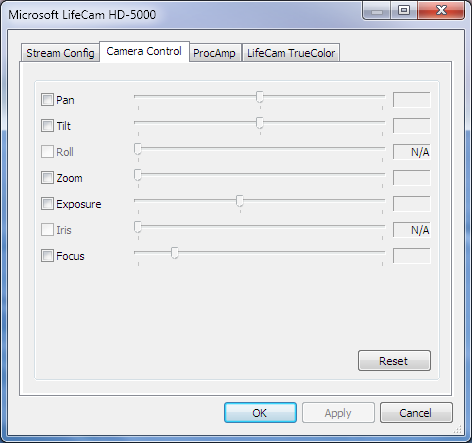 Microsoft LifeCam HD-5000
Stream Config Camera Control ProcAmp LifeCam TrueColor
Pan
Tilt
Roll N/A
Zoom
Exposure
Iris N/A
Focus
Reset
OK Apply Cancel